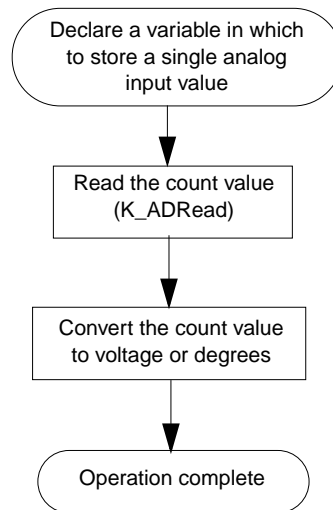 Declare a variable in which
to store a single analog
input value
Read the count value
(K_ADRead)
Convert the count value
to voltage or degrees
Operation complete